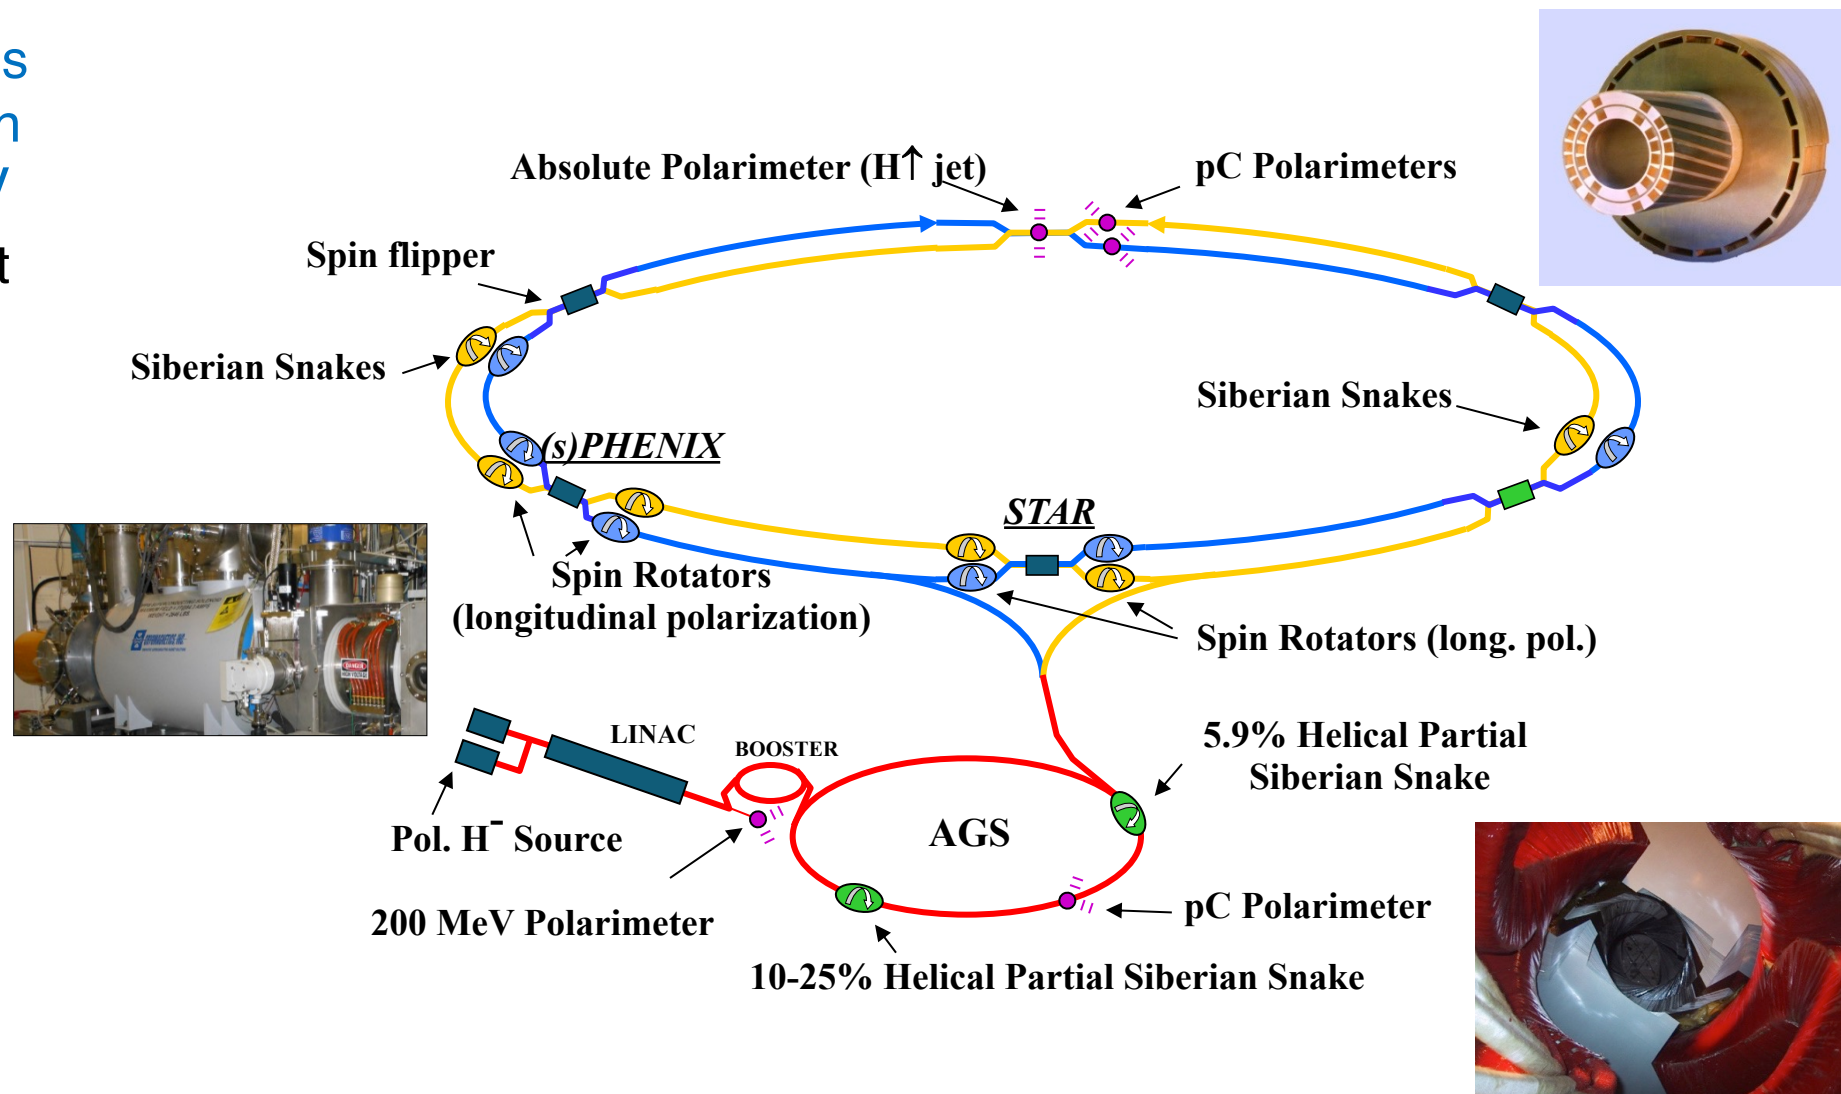 s
n
y
t
Absolute Polarimeter (H↑ jet)
pC Polarimeters
Spin flipper
Siberian Snakes
Siberian Snakes
(s)PHENIX
STAR
Spin Rotators
(longitudinal polarization)
Spin Rotators (long. pol.)
LINAC
BOOSTER
5.9% Helical Partial
Siberian Snake
Pol. H⁻ Source
AGS
200 MeV Polarimeter
pC Polarimeter
10-25% Helical Partial Siberian Snake
DANGER